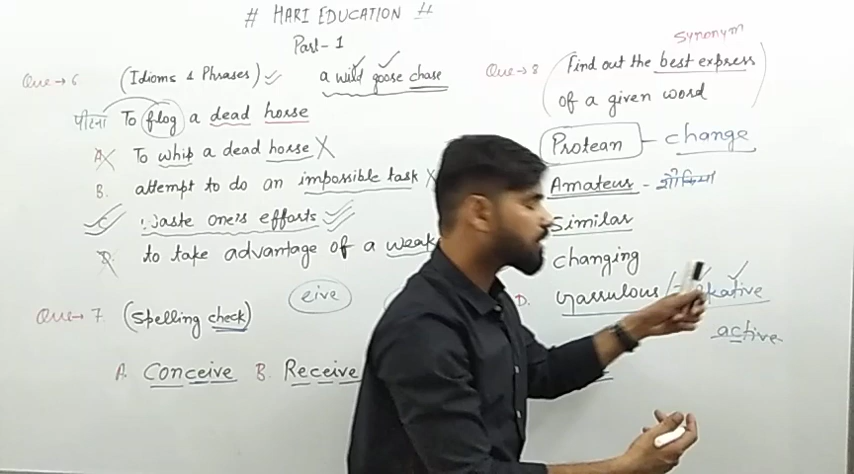 # HARI EDUCATION #
Part-1
Que→6 (Idioms & Phrases)
a wild goose chase
पीटना To flog a dead horse
A. To whip a dead horse
B. attempt to do an impossible task
C. waste one's efforts
D. to take advantage of a weak
eive
Que→7. (Spelling check)
A. Conceive B. Receive
Synonym
Que→8 (Find out the best express
of a given word)
Protean - change
Amateus - शौकिया
Similar
changing
D. garrulous / kative
active